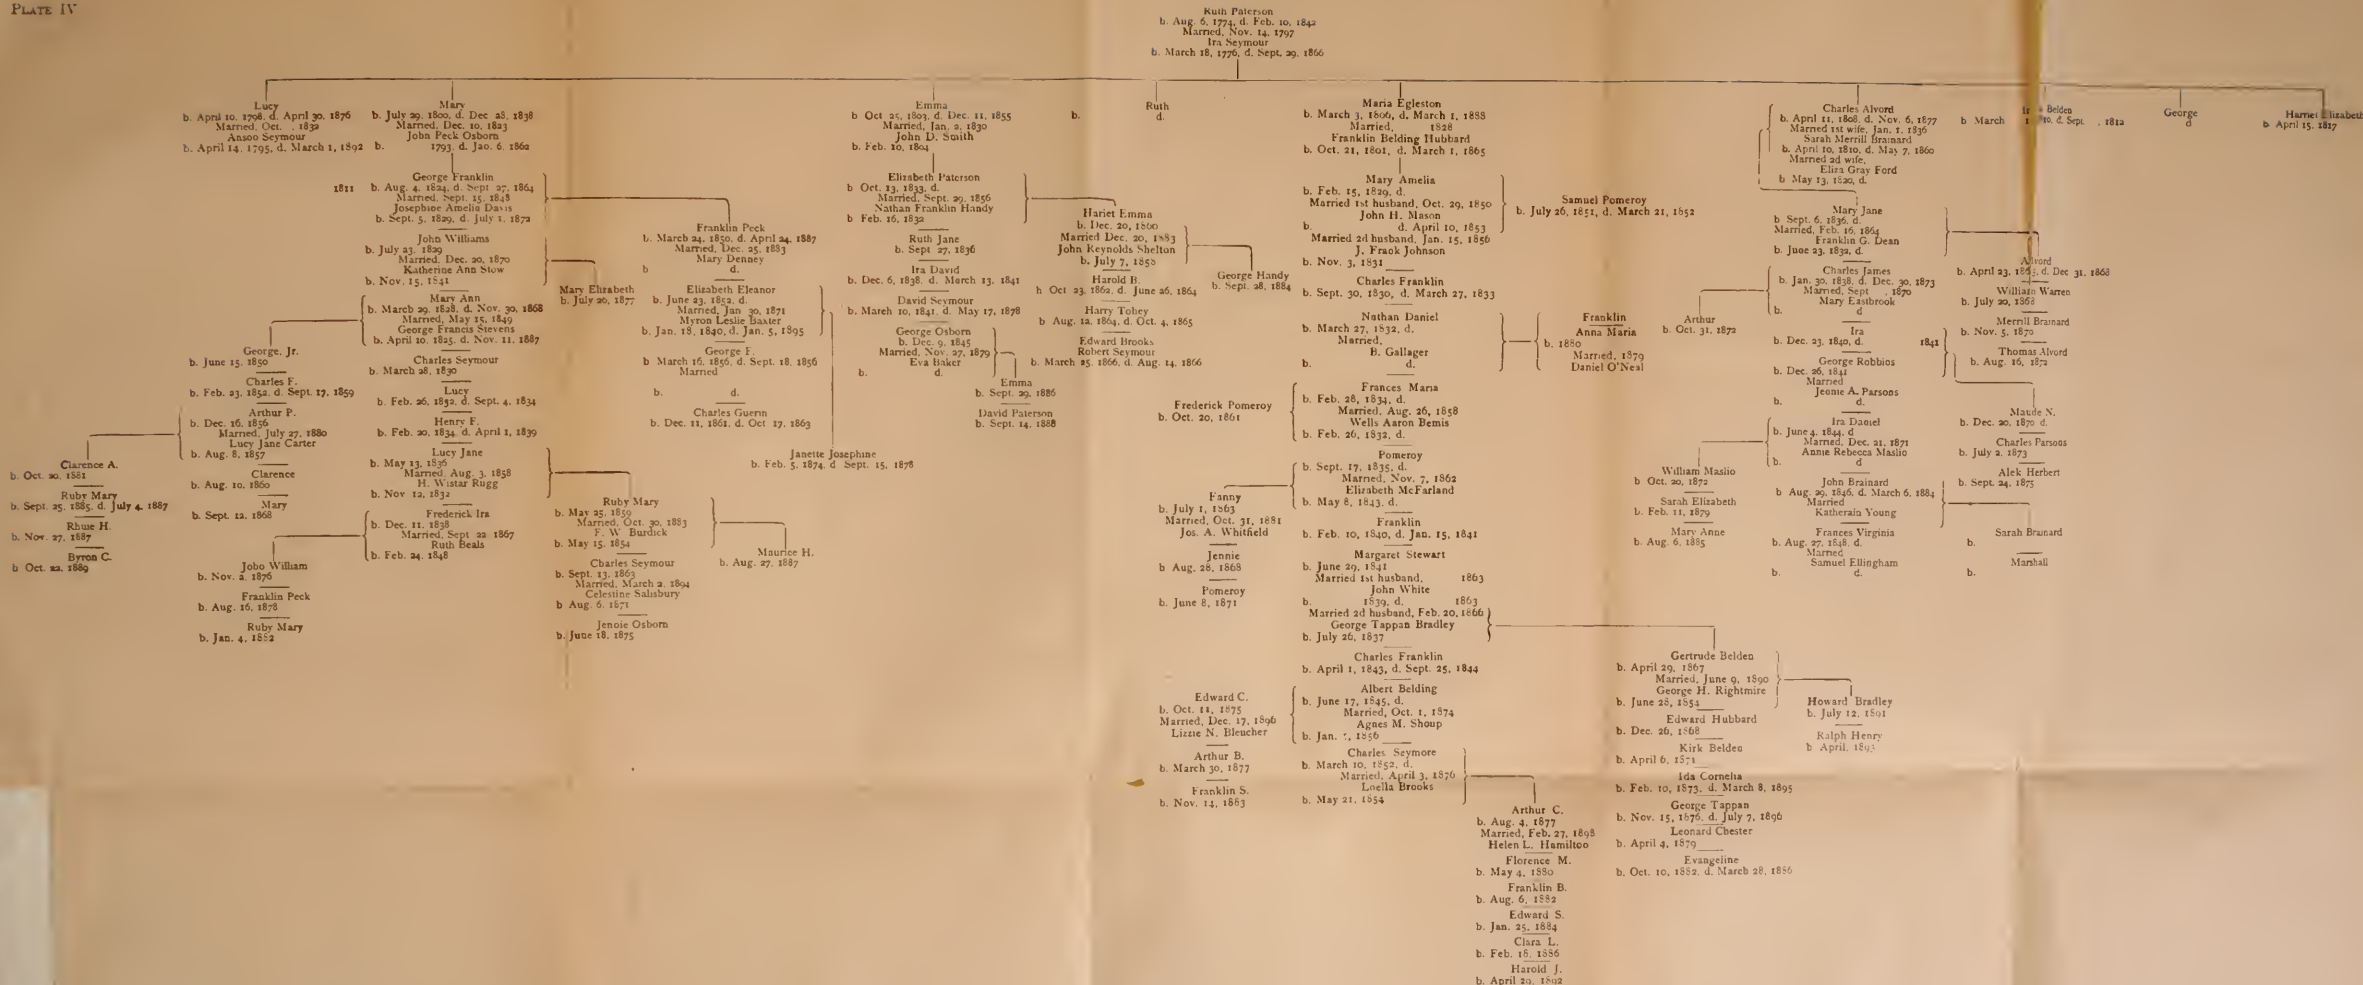 PLATE IV
Ruth Paterson
b. Aug. 6, 1774, d. Feb. 10, 1842
Married, Nov. 14, 1797
Ira Seymour
b. March 18, 1776, d. Sept. 29, 1866
Lucy
b. April 10, 1798, d. April 30, 1876
Married, Oct. , 1832
Ansoo Seymour
b. April 14, 1795, d. March 1, 1892
Mary
b. July 29, 1800, d. Dec 28, 1838
Married, Dec. 10, 1823
John Peck Osborn
b. 1793, d. Jao. 6. 1862
Emma
b Oct 25, 1803, d. Dec. 11, 1855
Married, Jan. 2, 1830
John D. Smith
b. Feb. 10, 1804
Ruth
b. d.
Maria Egleston
b. March 3, 1806, d. March 1, 1888
Married, 1828
Franklin Belding Hubbard
b. Oct. 21, 1801, d. March 1, 1865
Charles Alvord
b. April 11, 1808, d. Nov. 6, 1877
Married 1st wife, Jan. 1, 1836
Sarah Merrill Brainard
b. April 10, 1810, d. May 7, 1860
Married 2d wife,
Eliza Gray Ford
b May 13, 1820, d.
Belden
b March 10, d. Sept. , 1812
George
d
Harriet Elizabeth
b. April 15, 1817
George Franklin
1811 b. Aug. 4, 1824, d. Sept 27, 1864
Married, Sept. 15, 1848
Josephine Amelia Davis
b. Sept. 5, 1829, d. July 1, 1872
John Williams
b. July 23, 1829
Married, Dec. 20, 1870
Katherine Ann Stow
b. Nov. 15, 1841
Mary Ann
b. March 29, 1828, d. Nov. 30, 1868
Married, May 15, 1849
George Francis Stevens
b. April 10, 1825, d. Nov. 11, 1887
Charles Seymour
b. March 28, 1830
Lucy
b. Feb. 26, 1832, d. Sept. 4, 1834
Henry F.
b. Feb. 20, 1834, d. April 1, 1839
Lucy Jane
b. May 13, 1836
Married, Aug. 3, 1858
H. Wistar Rugg
b. Nov 12, 1832
Frederick Ira
b. Dec. 11, 1838
Married, Sept 22 1867
Ruth Beals
b. Feb. 24, 1848
George, Jr.
b. June 15, 1850
Charles F.
b. Feb. 23, 1852, d. Sept. 17, 1859
Arthur P.
b. Dec. 16, 1856
Married, July 27, 1880
Lucy Jane Carter
b. Aug. 8, 1857
Clarence
b. Aug. 10, 1860
Mary
b. Sept. 12, 1868
Clarence A.
b. Oct. 20, 1881
Ruby Mary
b. Sept. 25, 1885, d. July 4, 1887
Rhuie H.
b. Nov. 27, 1887
Byron C.
b Oct. 22, 1889
Jobo William
b. Nov. 2, 1876
Franklin Peck
b. Aug. 16, 1878
Ruby Mary
b. Jan. 4, 1882
Mary Elizabeth
b. July 20, 1877
Ruby Mary
b. May 25, 1859
Married, Oct. 30, 1883
F. W Burdick
b. May 15, 1854
Charles Seymour
b. Sept. 13, 1863
Married, March 2, 1894
Celestine Salisbury
b Aug. 6, 1871
Jenoie Osborn
b. June 18, 1875
Maurice H.
b. Aug. 27, 1887
Franklin Peck
b. March 24, 1850, d. April 24, 1887
Married, Dec. 25, 1883
Mary Denney
b d.
Elizabeth Eleanor
b. June 23, 1852, d.
Married, Jan 30, 1871
Myron Leslie Baxter
b. Jan. 18, 1840, d. Jan. 5, 1895
George F.
b March 16, 1856, d. Sept. 18, 1856
Married
b. d.
Charles Guerin
b. Dec. 11, 1861, d. Oct 17, 1863
Janette Josephine
b. Feb. 5, 1874, d Sept. 15, 1878
Elizabeth Paterson
b Oct. 13, 1833, d.
Married, Sept. 29, 1856
Nathan Franklin Handy
b Feb. 16, 1832
Ruth Jane
b. Sept 27, 1836
Ira David
b. Dec. 6, 1838, d. March 13, 1841
David Seymour
b. March 10, 1841, d. May 17, 1878
George Osborn
b. Dec. 9, 1845
Married, Nov. 27, 1879
Eva Baker
b. d.
Emma
b. Sept. 29, 1886
David Paterson
b. Sept. 14, 1888
Hariet Emma
b. Dec. 20, 1860
Married Dec. 20, 1883
John Reynolds Shelton
b. July 7, 1858
Harold B.
b Oct 23, 1862, d. June 26, 1864
Harry Tobey
b Aug. 12, 1864, d. Oct. 4, 1865
Edward Brooks
Robert Seymour
b. March 25, 1866, d. Aug. 14, 1866
George Handy
b. Sept. 28, 1884
Mary Amelia
b. Feb. 15, 1829, d.
Married 1st husband, Oct. 29, 1850
John H. Mason
b. d. April 10, 1853
Married 2d husband, Jan. 15, 1856
J. Fraok Johnson
b. Nov. 3, 1831
Charles Franklin
b. Sept. 30, 1830, d. March 27, 1833
Nathan Daniel
b. March 27, 1832, d.
Married,
B. Gallager
b. d.
Frances Maria
b. Feb. 28, 1834, d.
Married, Aug. 26, 1858
Wells Aaron Bemis
b. Feb. 26, 1832, d.
Pomeroy
b. Sept. 17, 1835, d.
Married, Nov. 7, 1862
Elizabeth McFarland
b. May 8, 1843, d.
Franklin
b. Feb. 10, 1840, d. Jan. 15, 1841
Margaret Stewart
b. June 29, 1841
Married 1st husband, 1863
John White
b. 1839, d. 1863
Married 2d husband, Feb. 20, 1866
George Tappan Bradley
b. July 26, 1837
Charles Franklin
b. April 1, 1843, d. Sept. 25, 1844
Albert Belding
b. June 17, 1845, d.
Married, Oct. 1, 1874
Agnes M. Shoup
b. Jan. , 1856
Charles Seymore
b. March 10, 1852, d.
Married, April 3, 1876
Loella Brooks
b. May 21, 1854
Samuel Pomeroy
b. July 26, 1851, d. March 21, 1852
Franklin
Anna Maria
b. 1880
Married, 1879
Daniel O'Neal
Frederick Pomeroy
b. Oct. 20, 1861
Fanny
b. July 1, 1863
Married, Oct. 31, 1881
Jos. A. Whitfield
Jennie
b Aug. 28, 1868
Pomeroy
b. June 8, 1871
Edward C.
b. Oct. 11, 1875
Married, Dec. 17, 1896
Lizzie N. Bleucher
Arthur B.
b. March 30, 1877
Franklin S.
b. Nov. 14, 1883
Arthur C.
b. Aug. 4, 1877
Married, Feb. 27, 1898
Helen L. Hamiltoo
Florence M.
b. May 4, 1880
Franklin B.
b. Aug. 6, 1882
Edward S.
b. Jan. 25, 1884
Clara L.
b. Feb. 18, 1886
Harold J.
b. April 29, 1892
Gertrude Belden
b. April 29, 1867
Married, June 9, 1890
George H. Rightmire
b. June 28, 1854
Edward Hubbard
b. Dec. 26, 1868
Kirk Belden
b. April 6, 1871
Ida Cornelia
b. Feb. 10, 1873, d. March 8, 1895
George Tappan
b. Nov. 15, 1876, d. July 7, 1896
Leonard Chester
b. April 4, 1879
Evangeline
b. Oct. 10, 1882, d. March 28, 1886
Howard Bradley
b. July 12, 1891
Ralph Henry
b April, 1893
Mary Jane
b Sept. 6, 1836, d.
Married, Feb. 16, 1864
Franklin G. Dean
b. Juoe 23, 1832, d.
Charles James
b. Jan. 30, 1838, d. Dec. 30, 1873
Married, Sept , 1870
Mary Eastbrook
b. d
Ira
b. Dec. 23, 1840, d. 1841
George Robbios
b. Dec. 26, 1841
Married
Jeonie A. Parsons
b. d.
Ira Daniel
b. June 4, 1844, d
Married, Dec. 21, 1871
Annie Rebecca Maslio
b. d
John Brainard
b. Aug. 29, 1846, d. March 6, 1884
Married
Katherain Young
Frances Virginia
b. Aug. 27, 1848, d.
Married
Samuel Ellingham
b. d.
Arthur
b. Oct. 31, 1872
William Maslio
b Oct. 20, 1872
Sarah Elizabeth
b. Feb. 11, 1879
Mary Anne
b. Aug. 6, 1885
Alvord
b. April 23, 1865, d. Dec 31, 1868
William Warren
b. July 20, 1868
Merrill Brainard
b. Nov. 5, 1870
Thomas Alvord
b. Aug. 16, 1872
Maude N.
b. Dec. 20, 1870 d.
Charles Parsoos
b. July 2, 1873
Alek Herbert
b. Sept. 24, 1875
Sarah Brainard
b.
Marshall
b.